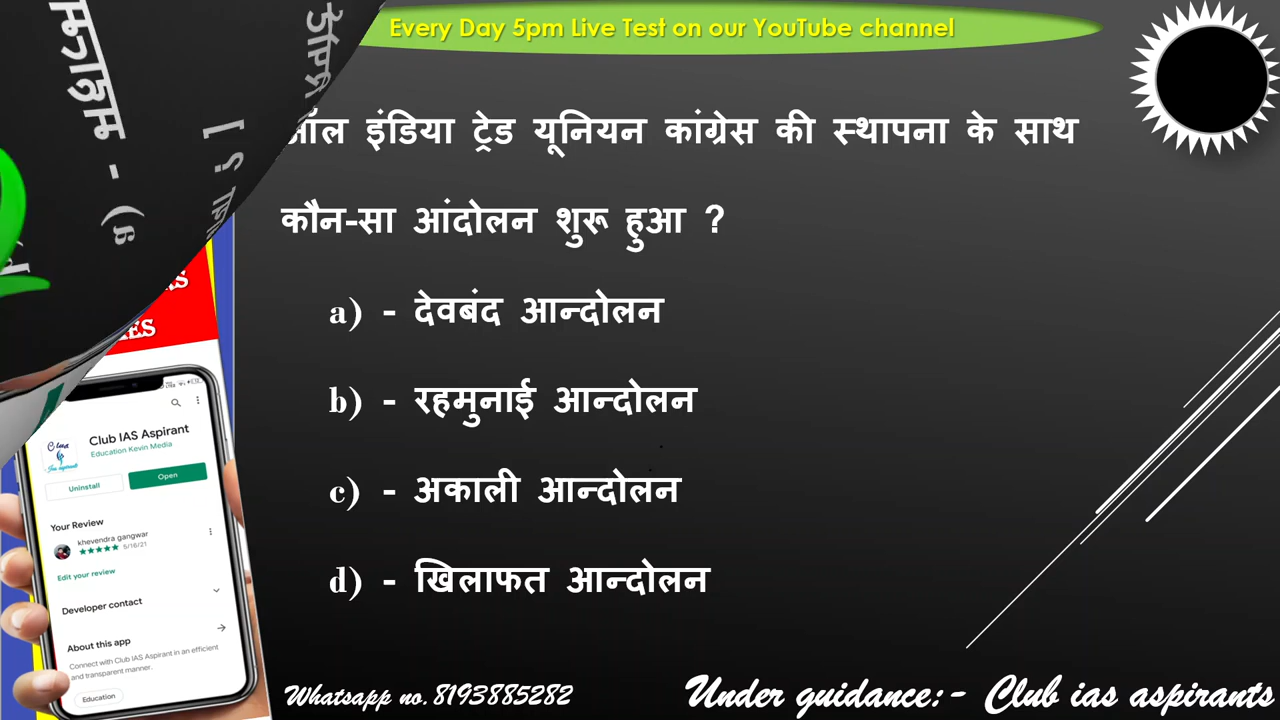 Every Day 5pm Live Test on our YouTube channel
ऑल इंडिया ट्रेड यूनियन कांग्रेस की स्थापना के साथ
कौन-सा आंदोलन शुरू हुआ ?
a) - देवबंद आन्दोलन
b) - रहमुनाई आन्दोलन
c) - अकाली आन्दोलन
d) - खिलाफत आन्दोलन
Club IAS Aspirant
Education Kevin Media
Uninstall
Open
Your Review
khevendra gangwar
5/16/21
Edit your review
Developer contact
About this app
Connect with Club IAS Aspirant in an efficient
and transparent manner.
Education
Whatsapp no. 8193885282
Under guidance:- Club ias aspirants